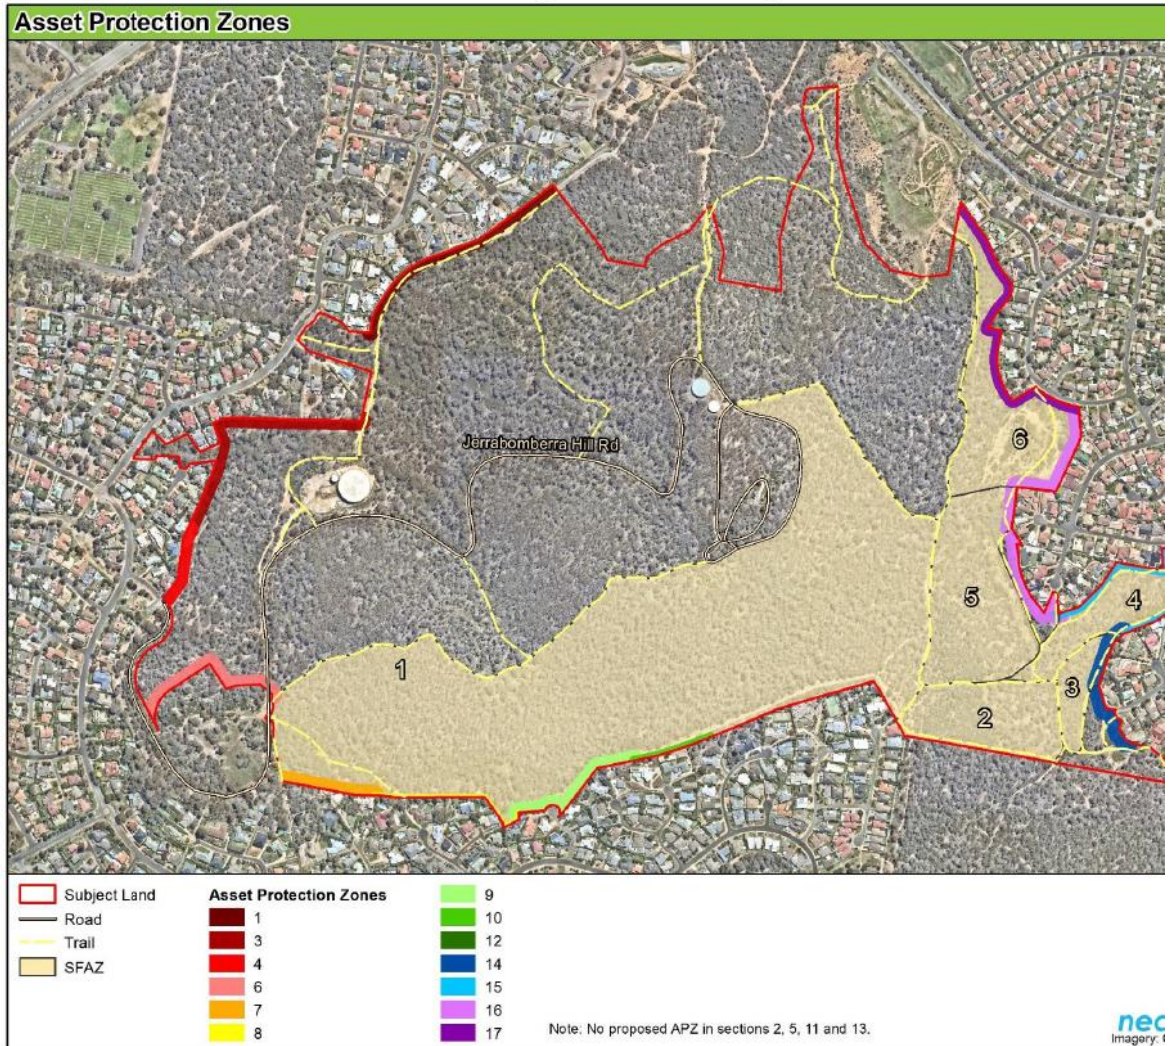 Asset Protection Zones
Jerrabomberra Hill Rd
6
5
4
1
3
2
Subject Land
Road
Trail
SFAZ
Asset Protection Zones
1
3
4
6
7
8
9
10
12
14
15
16
17
Note: No proposed APZ in sections 2, 5, 11 and 13.
Imagery: